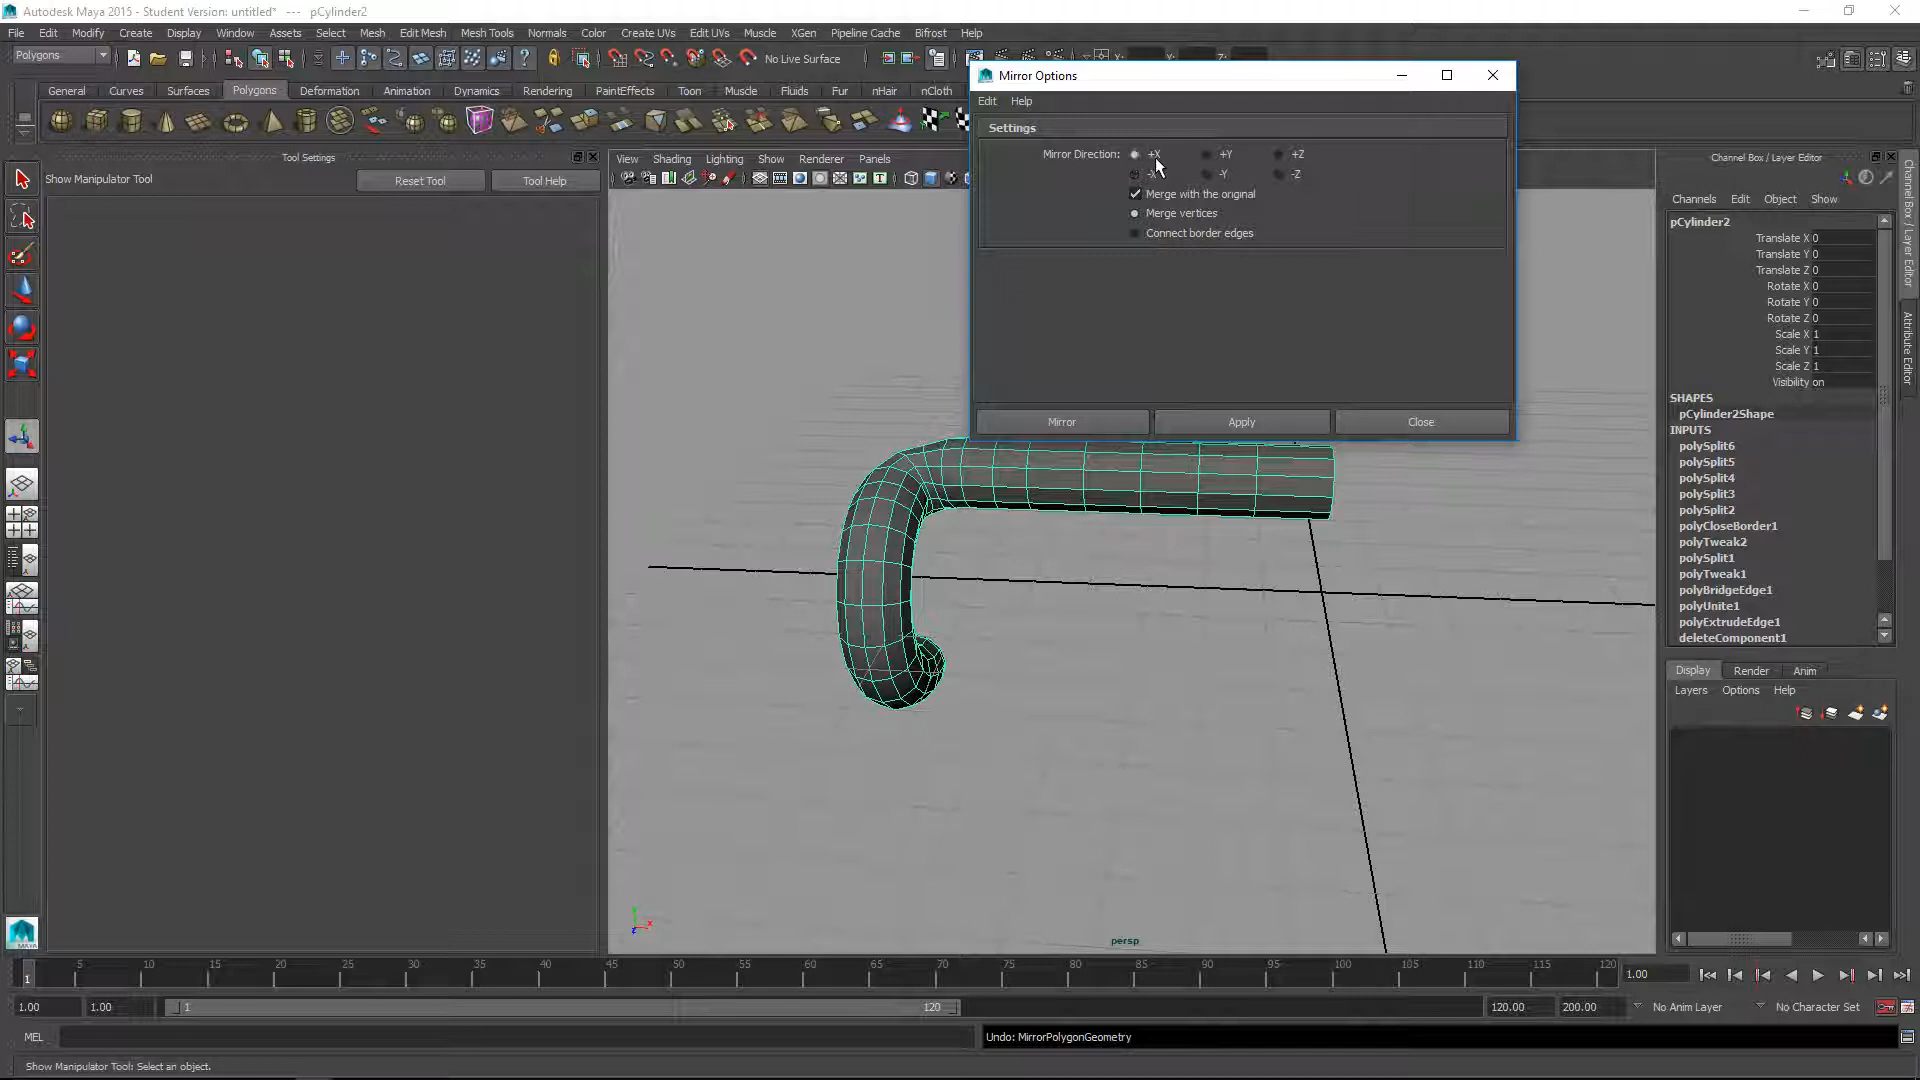 Autodesk Maya 2015 - Student Version: untitled* --- pCylinder2
File Edit Modify Create Display Window Assets Select Mesh Edit Mesh Mesh Tools Normals Color Create UVs Edit UVs Muscle XGen Pipeline Cache Bifrost Help
Polygons
No Live Surface
General Curves Surfaces Polygons Deformation Animation Dynamics Rendering PaintEffects Toon Muscle Fluids Fur nHair nCloth
Tool Settings
Show Manipulator Tool
Reset Tool
Tool Help
View Shading Lighting Show Renderer Panels
Mirror Options
Edit Help
Settings
Mirror Direction: +X +Y +Z
-Y -Z
Merge with the original
Merge vertices
Connect border edges
Mirror Apply Close
persp
Channel Box / Layer Editor
Channels Edit Object Show
pCylinder2
Translate X 0
Translate Y 0
Translate Z 0
Rotate X 0
Rotate Y 0
Rotate Z 0
Scale X 1
Scale Y 1
Scale Z 1
Visibility on
SHAPES
pCylinder2Shape
INPUTS
polySplit6
polySplit5
polySplit4
polySplit3
polySplit2
polyCloseBorder1
polyTweak2
polySplit1
polyTweak1
polyBridgeEdge1
polyUnite1
polyExtrudeEdge1
deleteComponent1
Display Render Anim
Layers Options Help
Channel Box / Layer Editor
Attribute Editor
5 10 15 20 25 30 35 40 45 50 55 60 65 70 75 80 85 90 95 100 105 110 115 120
1
1.00
1.00 1.00 1 120 120.00 200.00 No Anim Layer No Character Set
MEL
Undo: MirrorPolygonGeometry
Show Manipulator Tool: Select an object.